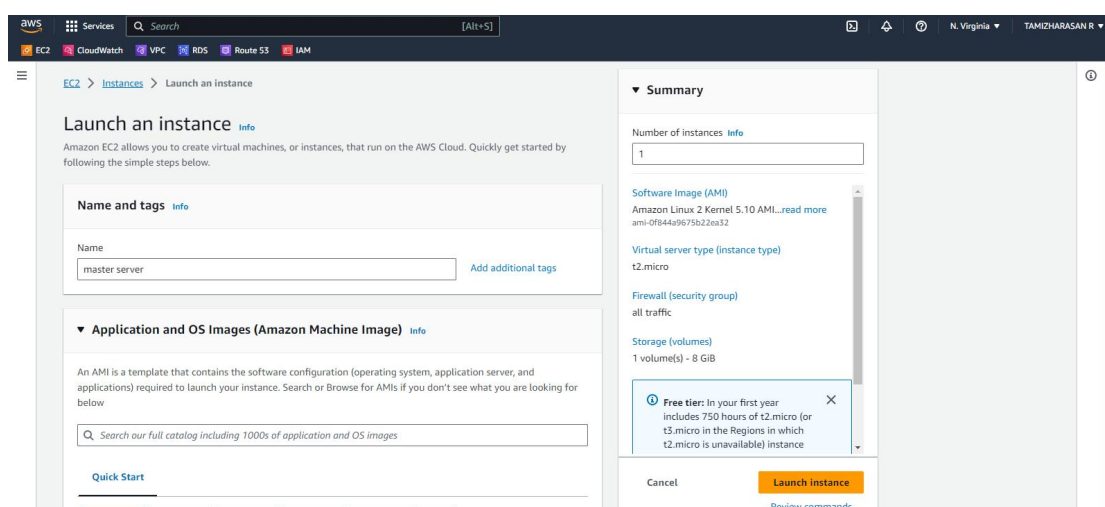 aws Services Search [Alt+S] N. Virginia ▼ TAMIZHARASAN R ▼
EC2 CloudWatch VPC RDS Route 53 IAM
EC2 > Instances > Launch an instance
Launch an instance Info
Amazon EC2 allows you to create virtual machines, or instances, that run on the AWS Cloud. Quickly get started by
following the simple steps below.
Name and tags Info
Name
master server
Add additional tags
▼ Application and OS Images (Amazon Machine Image) Info
An AMI is a template that contains the software configuration (operating system, application server, and
applications) required to launch your instance. Search or Browse for AMIs if you don't see what you are looking for
below
Search our full catalog including 1000s of application and OS images
Quick Start
▼ Summary
Number of instances Info
1
Software Image (AMI)
Amazon Linux 2 Kernel 5.10 AMI...read more
ami-0f844a9675b22ea32
Virtual server type (instance type)
t2.micro
Firewall (security group)
all traffic
Storage (volumes)
1 volume(s) - 8 GiB
Free tier: In your first year
includes 750 hours of t2.micro (or
t3.micro in the Regions in which
t2.micro is unavailable) instance
Cancel
Launch instance
Review commands